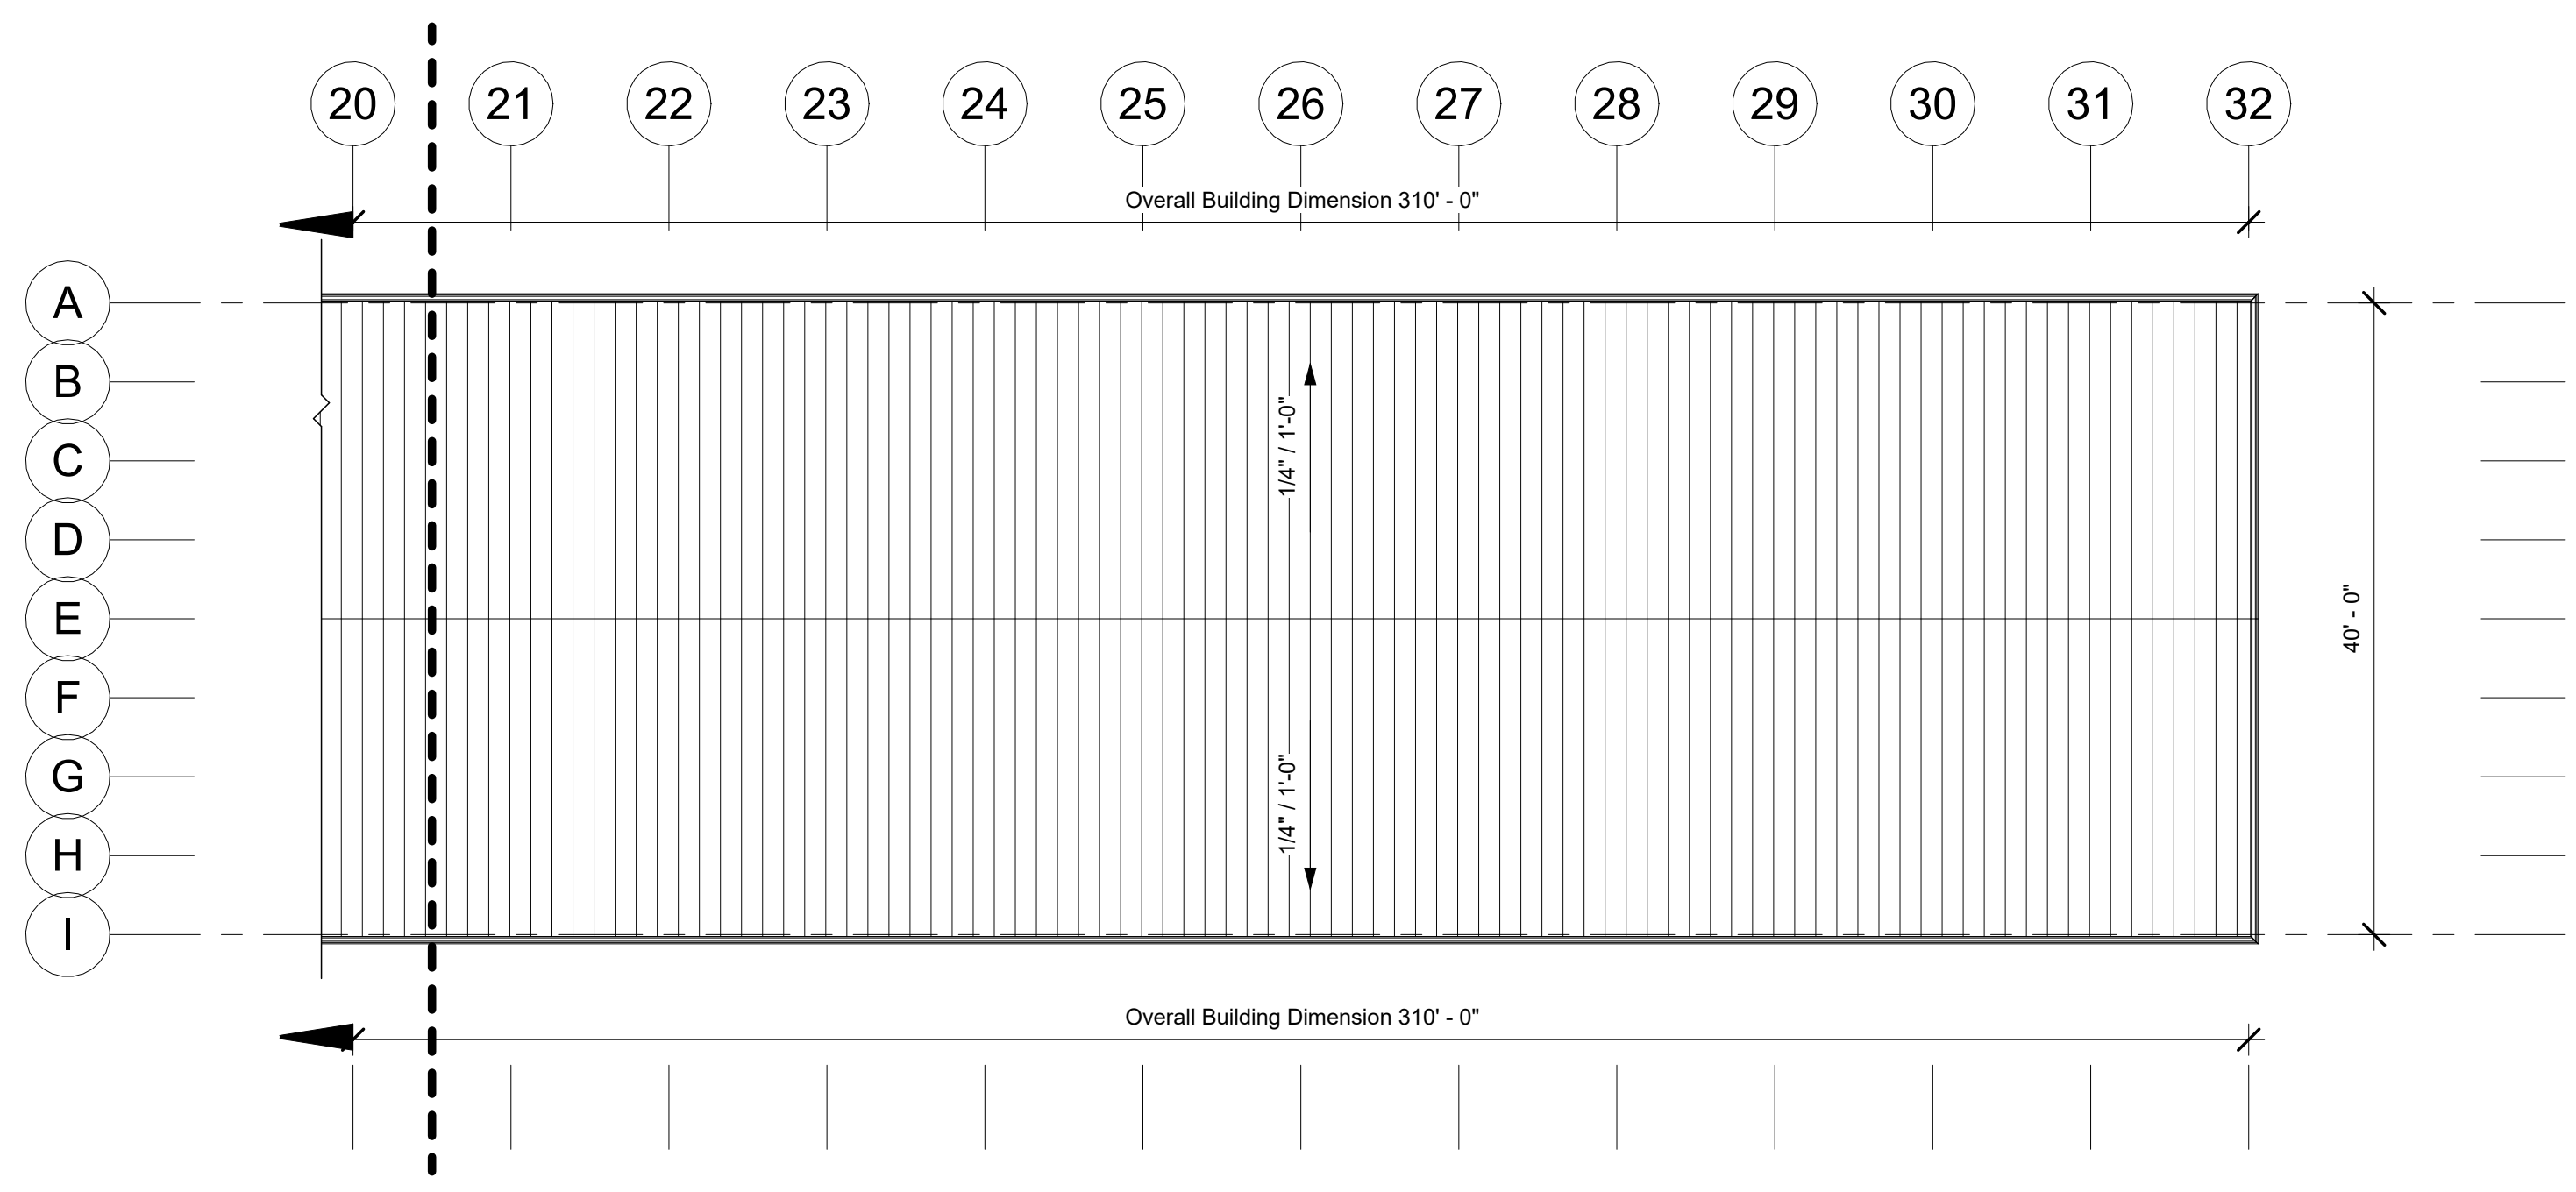 20 21 22 23 24 25 26 27 28 29 30 31 32
Overall Building Dimension 310' - 0"
A
B
C
1/4" / 1'-0"
D
E
40' - 0"
F
G
1/4" / 1'-0"
H
I
Overall Building Dimension 310' - 0"